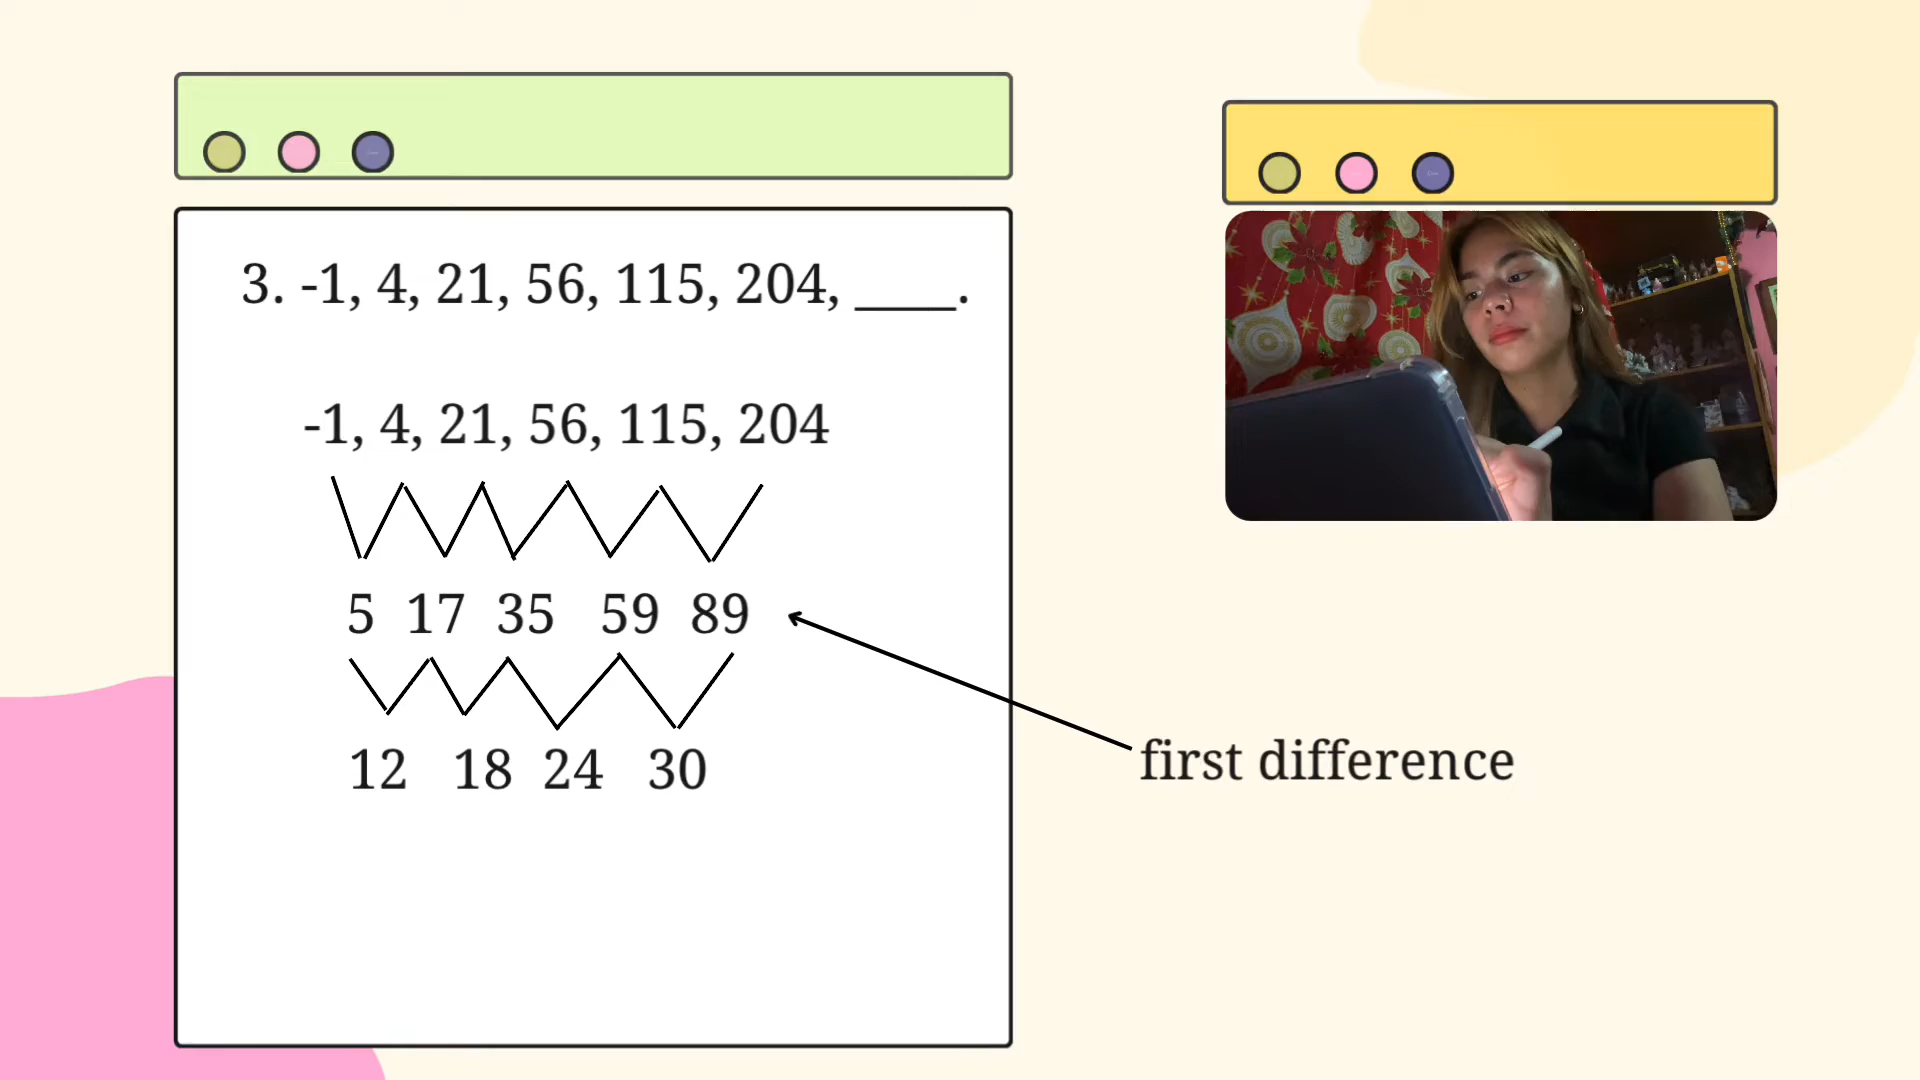 3. -1, 4, 21, 56, 115, 204, ____.
-1, 4, 21, 56, 115, 204
5 17 35 59 89
12 18 24 30
first difference